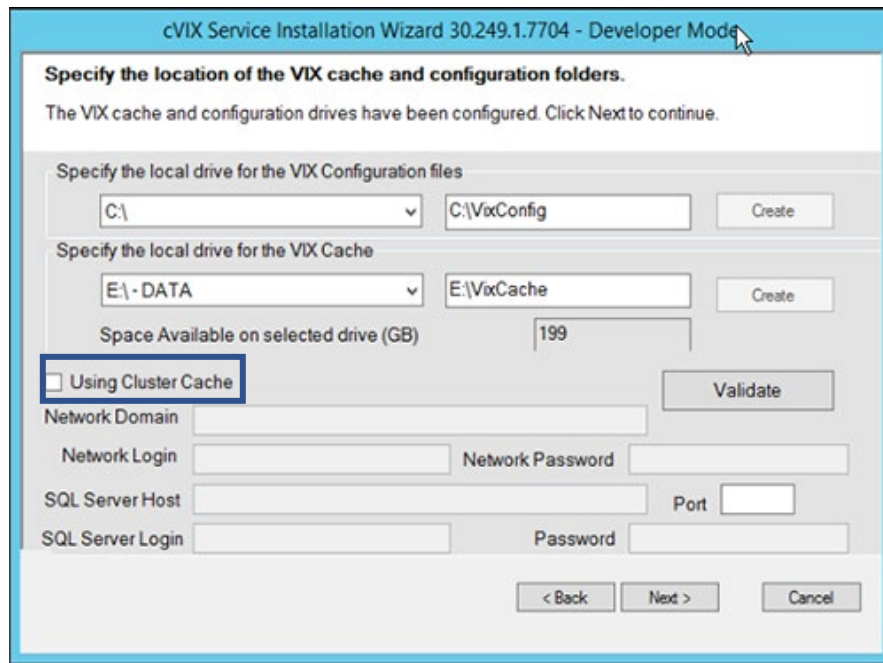 cVIX Service Installation Wizard 30.249.1.7704 - Developer Mode
Specify the location of the VIX cache and configuration folders.
The VIX cache and configuration drives have been configured. Click Next to continue.
Specify the local drive for the VIX Configuration files
C:\ C:\VixConfig Create
Specify the local drive for the VIX Cache
E:\ - DATA E:\VixCache Create
Space Available on selected drive (GB) 199
Using Cluster Cache Validate
Network Domain
Network Login Network Password
SQL Server Host Port
SQL Server Login Password
< Back Next > Cancel